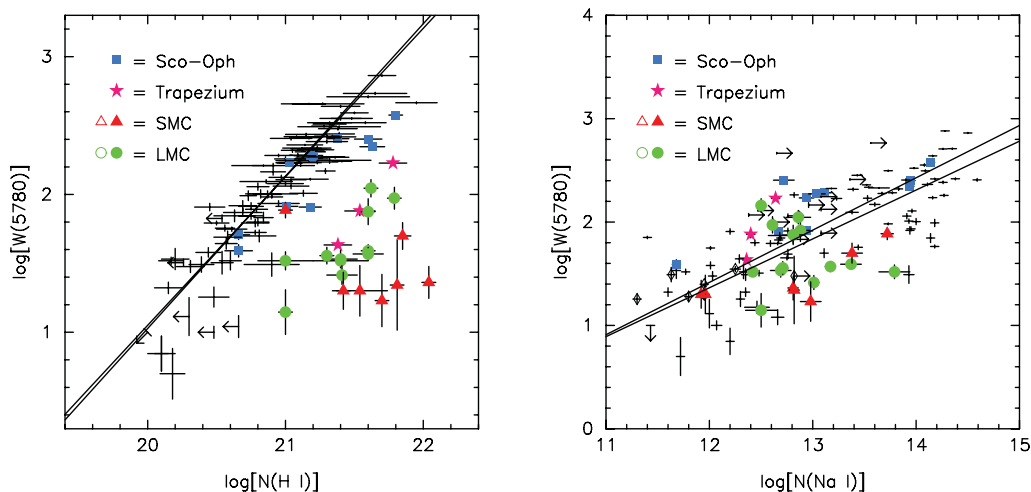 3
2
1
20
21
22
log[W(5780)]
log[N(H I)]
= Sco-Oph
= Trapezium
= SMC
= LMC
4
3
2
1
0
11
12
13
14
15
log[W(5780)]
log[N(Na I)]
= Sco-Oph
= Trapezium
= SMC
= LMC